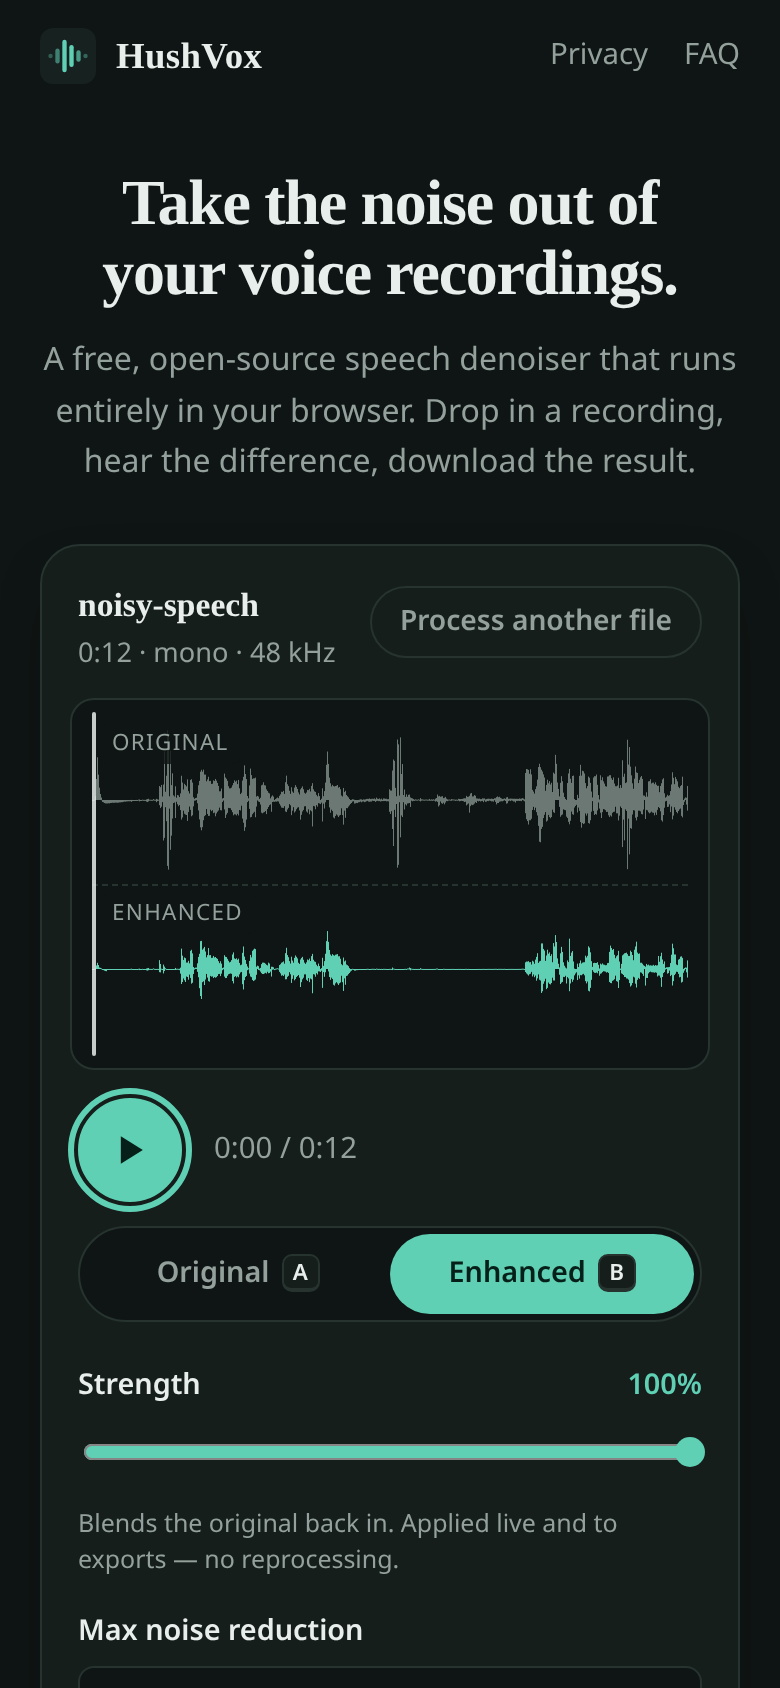 HushVox
Privacy FAQ
Take the noise out of
your voice recordings.
A free, open-source speech denoiser that runs
entirely in your browser. Drop in a recording,
hear the difference, download the result.
noisy-speech
Process another file
0:12 · mono · 48 kHz
ORIGINAL
ENHANCED
0:00 / 0:12
Original A Enhanced B
Strength 100%
Blends the original back in. Applied live and to
exports — no reprocessing.
Max noise reduction